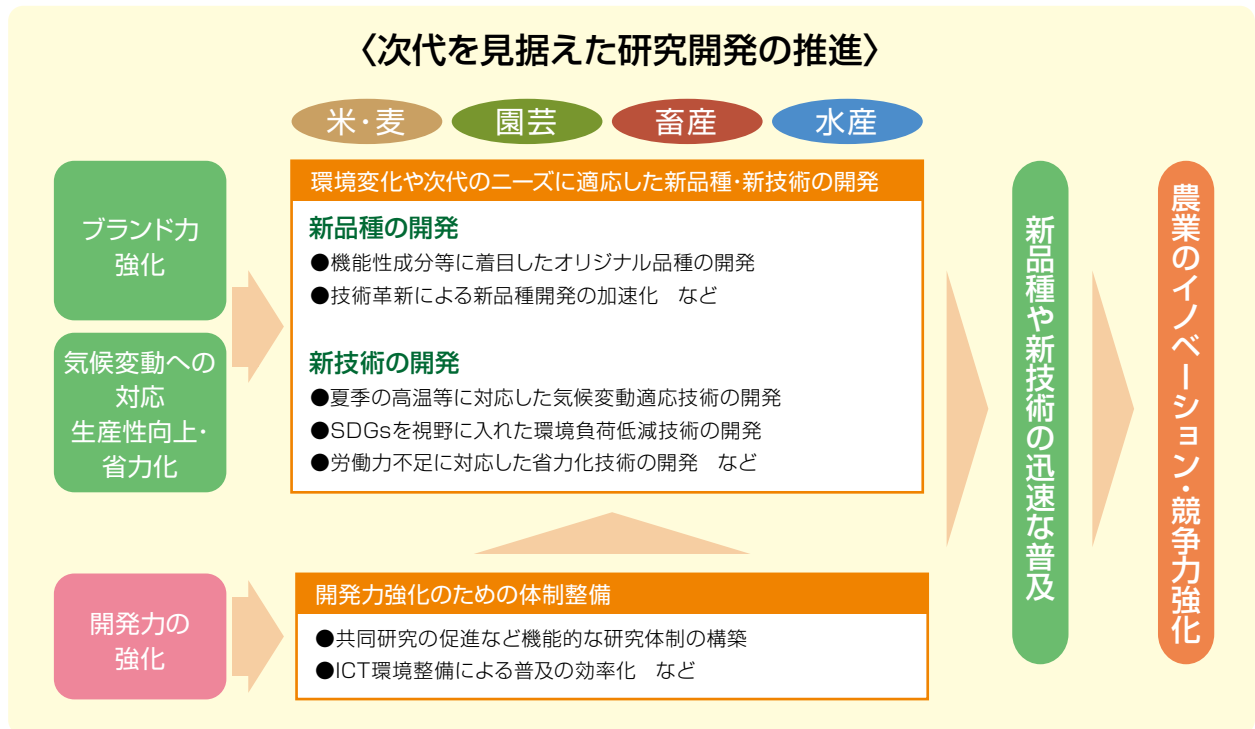 〈次代を見据えた研究開発の推進〉
米・麦
園芸
畜産
水産
ブランド力
強化
気候変動への
対応
生産性向上・
省力化
環境変化や次代のニーズに適応した新品種・新技術の開発
新品種の開発
●機能性成分等に着目したオリジナル品種の開発
●技術革新による新品種開発の加速化　など
新技術の開発
●夏季の高温等に対応した気候変動適応技術の開発
●SDGsを視野に入れた環境負荷低減技術の開発
●労働力不足に対応した省力化技術の開発　など
開発力の
強化
開発力強化のための体制整備
●共同研究の促進など機能的な研究体制の構築
●ICT環境整備による普及の効率化　など
新品種や新技術の迅速な普及
農業のイノベーション・競争力強化